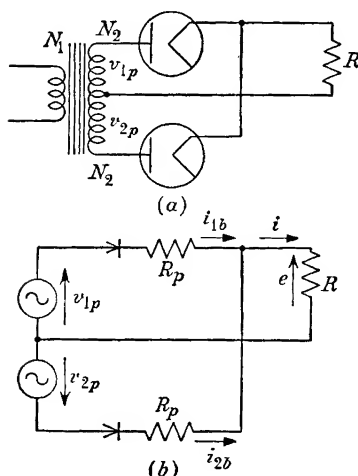 N₁ N₂
v₁ₚ
R
v₂ₚ
N₂
(a)
i₁b i
Rₚ
e R
v₁ₚ
v₂ₚ
Rₚ
i₂b
(b)